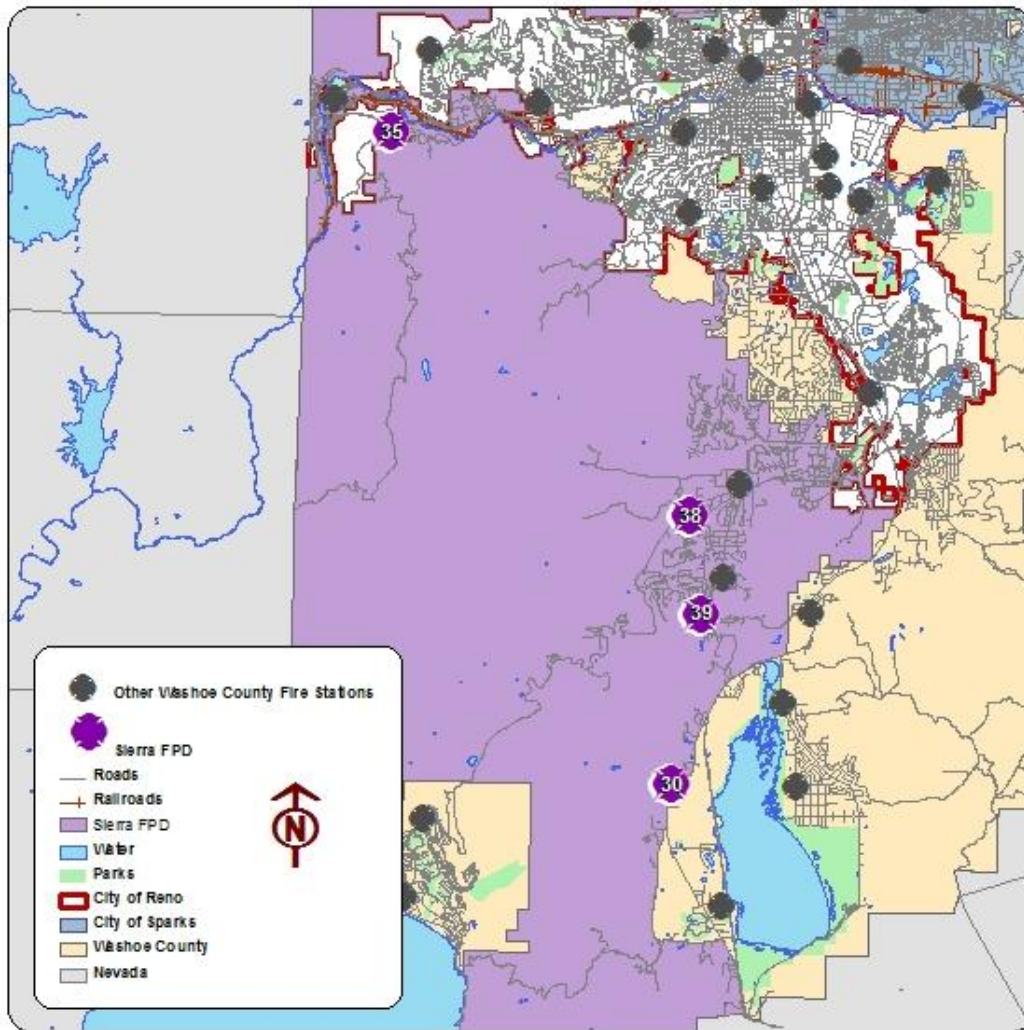 35
38
39
30
Other Washoe County Fire Stations
Sierra FPD
Roads
Railroads
Sierra FPD
Water
Parks
City of Reno
City of Sparks
Washoe County
Nevada
N